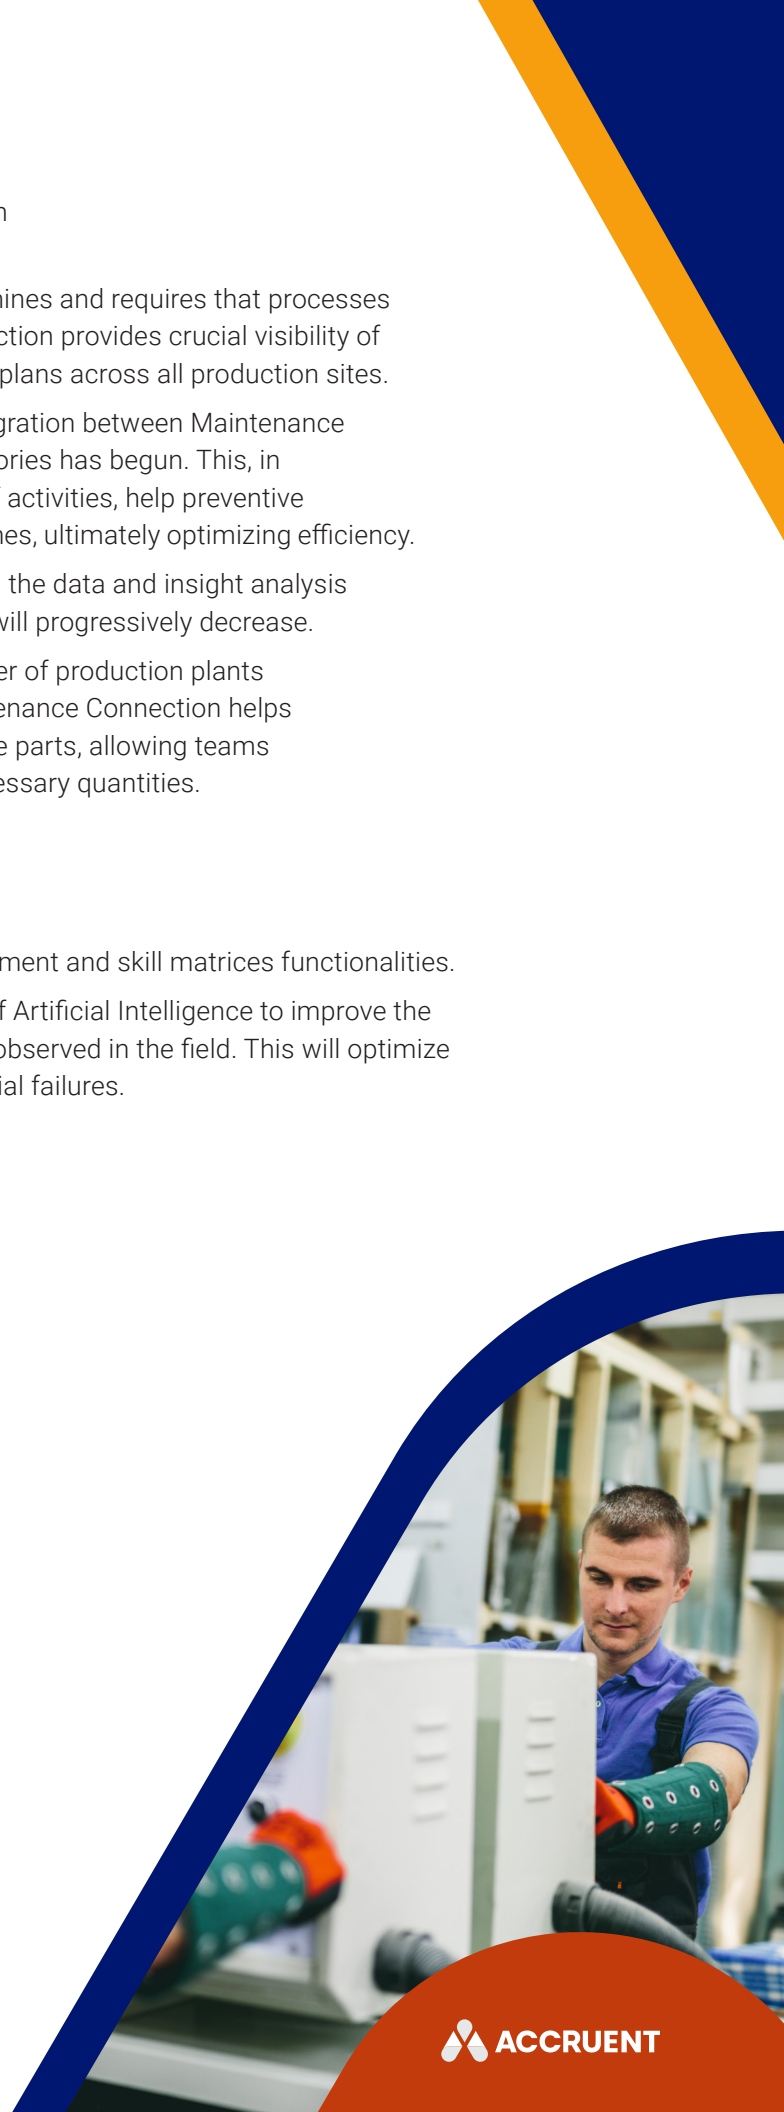 n
hines and requires that processes
ction provides crucial visibility of
plans across all production sites.
gration between Maintenance
ories has begun. This, in
activities, help preventive
nes, ultimately optimizing efficiency.
the data and insight analysis
will progressively decrease.
er of production plants
enance Connection helps
e parts, allowing teams
essary quantities.
ment and skill matrices functionalities.
f Artificial Intelligence to improve the
observed in the field. This will optimize
ial failures.
ACCRUENT